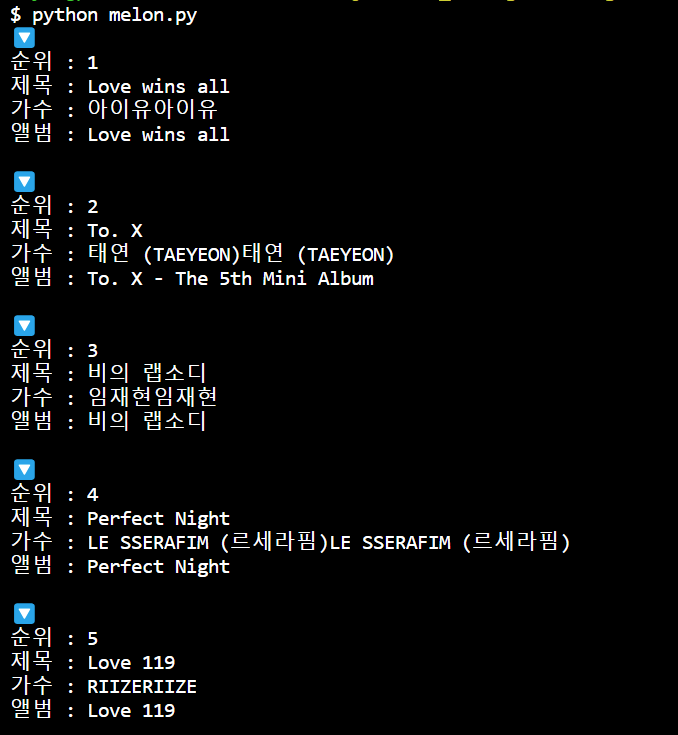 $ python melon.py
🔽
순위 : 1
제목 : Love wins all
가수 : 아이유아이유
앨범 : Love wins all
🔽
순위 : 2
제목 : To. X
가수 : 태연 (TAEYEON)태연 (TAEYEON)
앨범 : To. X - The 5th Mini Album
🔽
순위 : 3
제목 : 비의 랩소디
가수 : 임재현임재현
앨범 : 비의 랩소디
🔽
순위 : 4
제목 : Perfect Night
가수 : LE SSERAFIM (르세라핌)LE SSERAFIM (르세라핌)
앨범 : Perfect Night
🔽
순위 : 5
제목 : Love 119
가수 : RIIZERIIZE
앨범 : Love 119